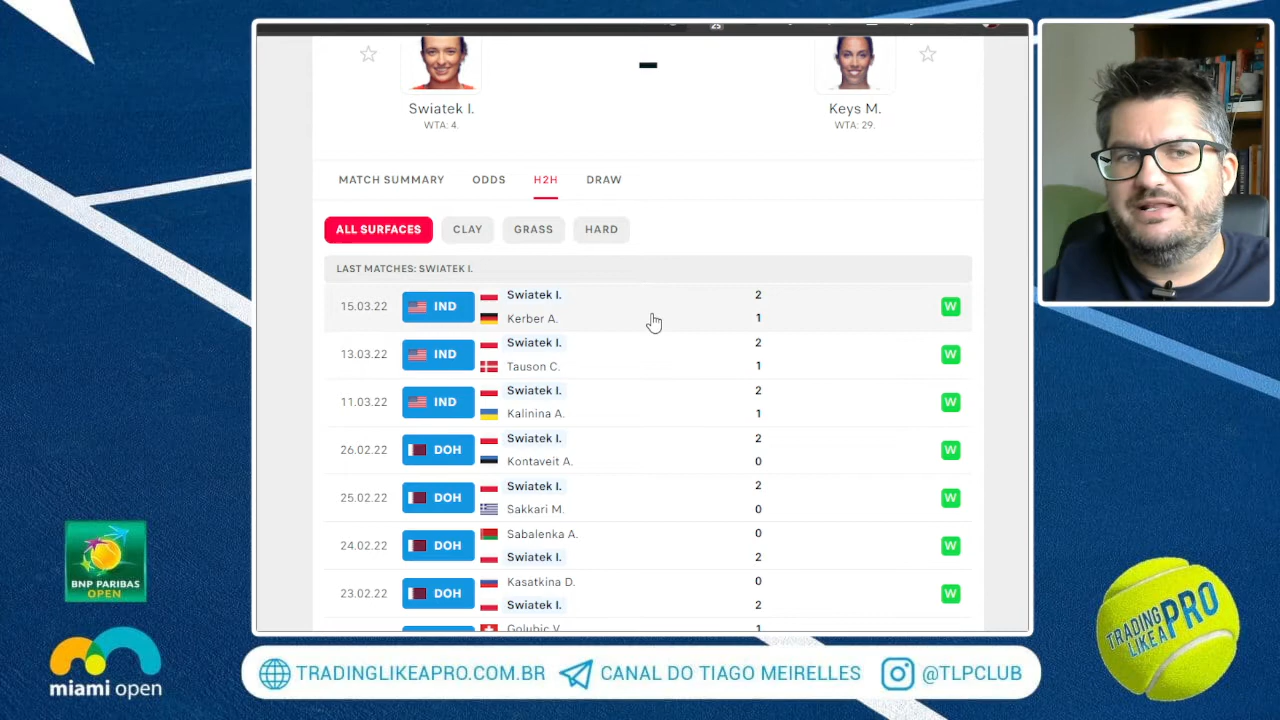 Swiatek I.
WTA: 4.
Keys M.
WTA: 29.
MATCH SUMMARY
ODDS
H2H
DRAW
ALL SURFACES
CLAY
GRASS
HARD
LAST MATCHES: SWIATEK I.
15.03.22 IND Swiatek I. 2 W
Kerber A. 1
13.03.22 IND Swiatek I. 2 W
Tauson C. 1
11.03.22 IND Swiatek I. 2 W
Kalinina A. 1
26.02.22 DOH Swiatek I. 2 W
Kontaveit A. 0
25.02.22 DOH Swiatek I. 2 W
Sakkari M. 0
24.02.22 DOH Sabalenka A. 0 W
Swiatek I. 2
23.02.22 DOH Kasatkina D. 0 W
Swiatek I. 2
Golubic V. 1
BNP PARIBAS
OPEN
miami open
TRADING
LIKE A PRO
TRADINGLIKEAPRO.COM.BR
CANAL DO TIAGO MEIRELLES
@TLPCLUB